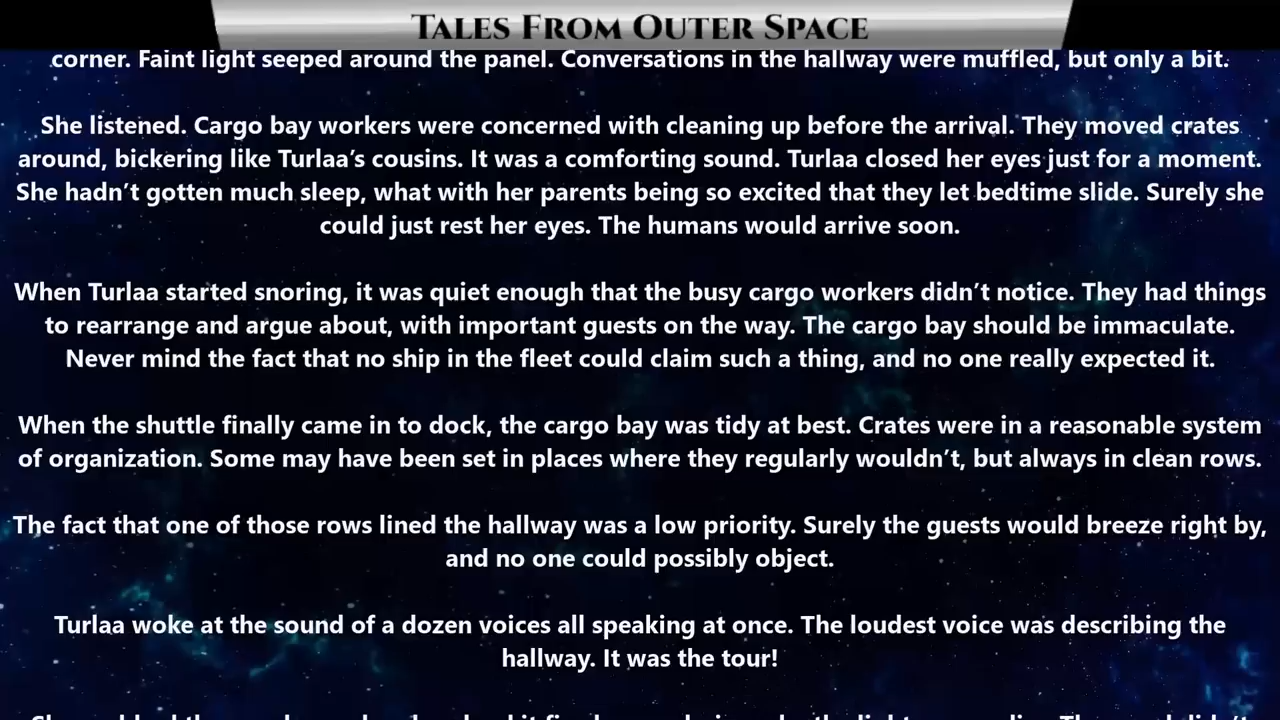 Tales From Outer Space
corner. Faint light seeped around the panel. Conversations in the hallway were muffled, but only a bit.
She listened. Cargo bay workers were concerned with cleaning up before the arrival. They moved crates
around, bickering like Turlaa’s cousins. It was a comforting sound. Turlaa closed her eyes just for a moment.
She hadn’t gotten much sleep, what with her parents being so excited that they let bedtime slide. Surely she
could just rest her eyes. The humans would arrive soon.
When Turlaa started snoring, it was quiet enough that the busy cargo workers didn’t notice. They had things
to rearrange and argue about, with important guests on the way. The cargo bay should be immaculate.
Never mind the fact that no ship in the fleet could claim such a thing, and no one really expected it.
When the shuttle finally came in to dock, the cargo bay was tidy at best. Crates were in a reasonable system
of organization. Some may have been set in places where they regularly wouldn’t, but always in clean rows.
The fact that one of those rows lined the hallway was a low priority. Surely the guests would breeze right by,
and no one could possibly object.
Turlaa woke at the sound of a dozen voices all speaking at once. The loudest voice was describing the
hallway. It was the tour!